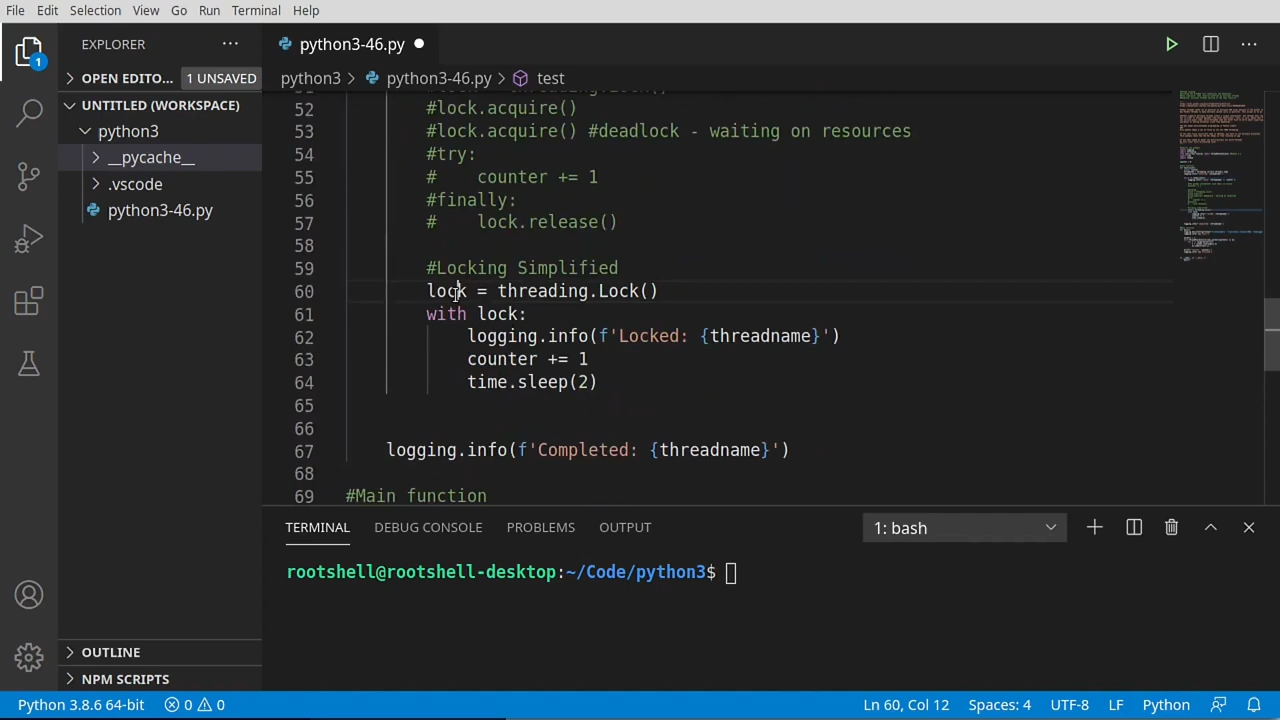 File Edit Selection View Go Run Terminal Help
EXPLORER
OPEN EDITO... 1 UNSAVED
UNTITLED (WORKSPACE)
python3
__pycache__
.vscode
python3-46.py
OUTLINE
NPM SCRIPTS
1
python3-46.py
python3 > python3-46.py > test
52 #lock.acquire()
53 #lock.acquire() #deadlock - waiting on resources
54 #try:
55 #    counter += 1
56 #finally:
57 #    lock.release()
58
59 #Locking Simplified
60 lock = threading.Lock()
61 with lock:
62     logging.info(f'Locked: {threadname}')
63     counter += 1
64     time.sleep(2)
65
66
67 logging.info(f'Completed: {threadname}')
68
69 #Main function
TERMINAL DEBUG CONSOLE PROBLEMS OUTPUT 1: bash
rootshell@rootshell-desktop:~/Code/python3$
Python 3.8.6 64-bit 0 0 Ln 60, Col 12 Spaces: 4 UTF-8 LF Python